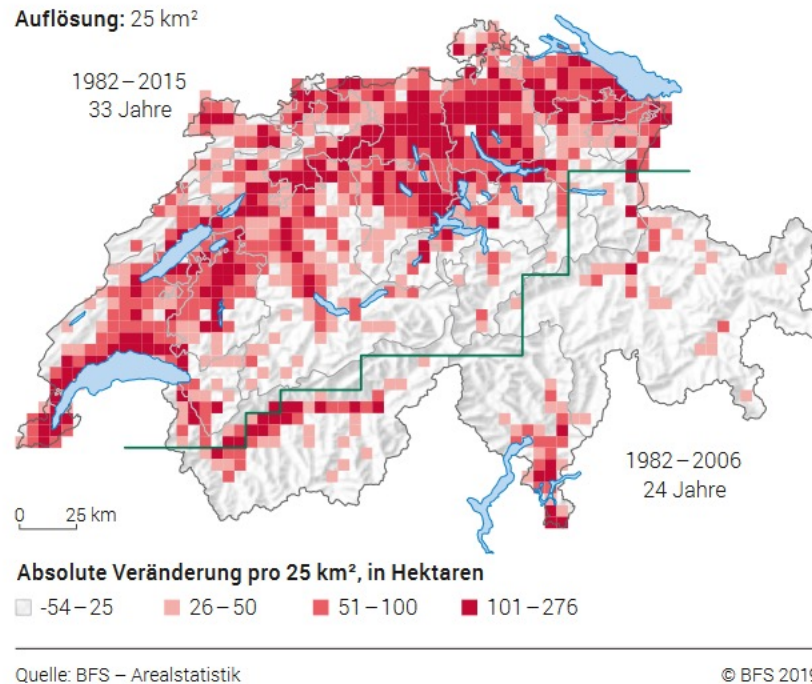 Auflösung: 25 km²
1982–2015
33 Jahre
1982–2006
24 Jahre
0 25 km
Absolute Veränderung pro 25 km², in Hektaren
-54–25 26–50 51–100 101–276
Quelle: BFS – Arealstatistik © BFS 2019